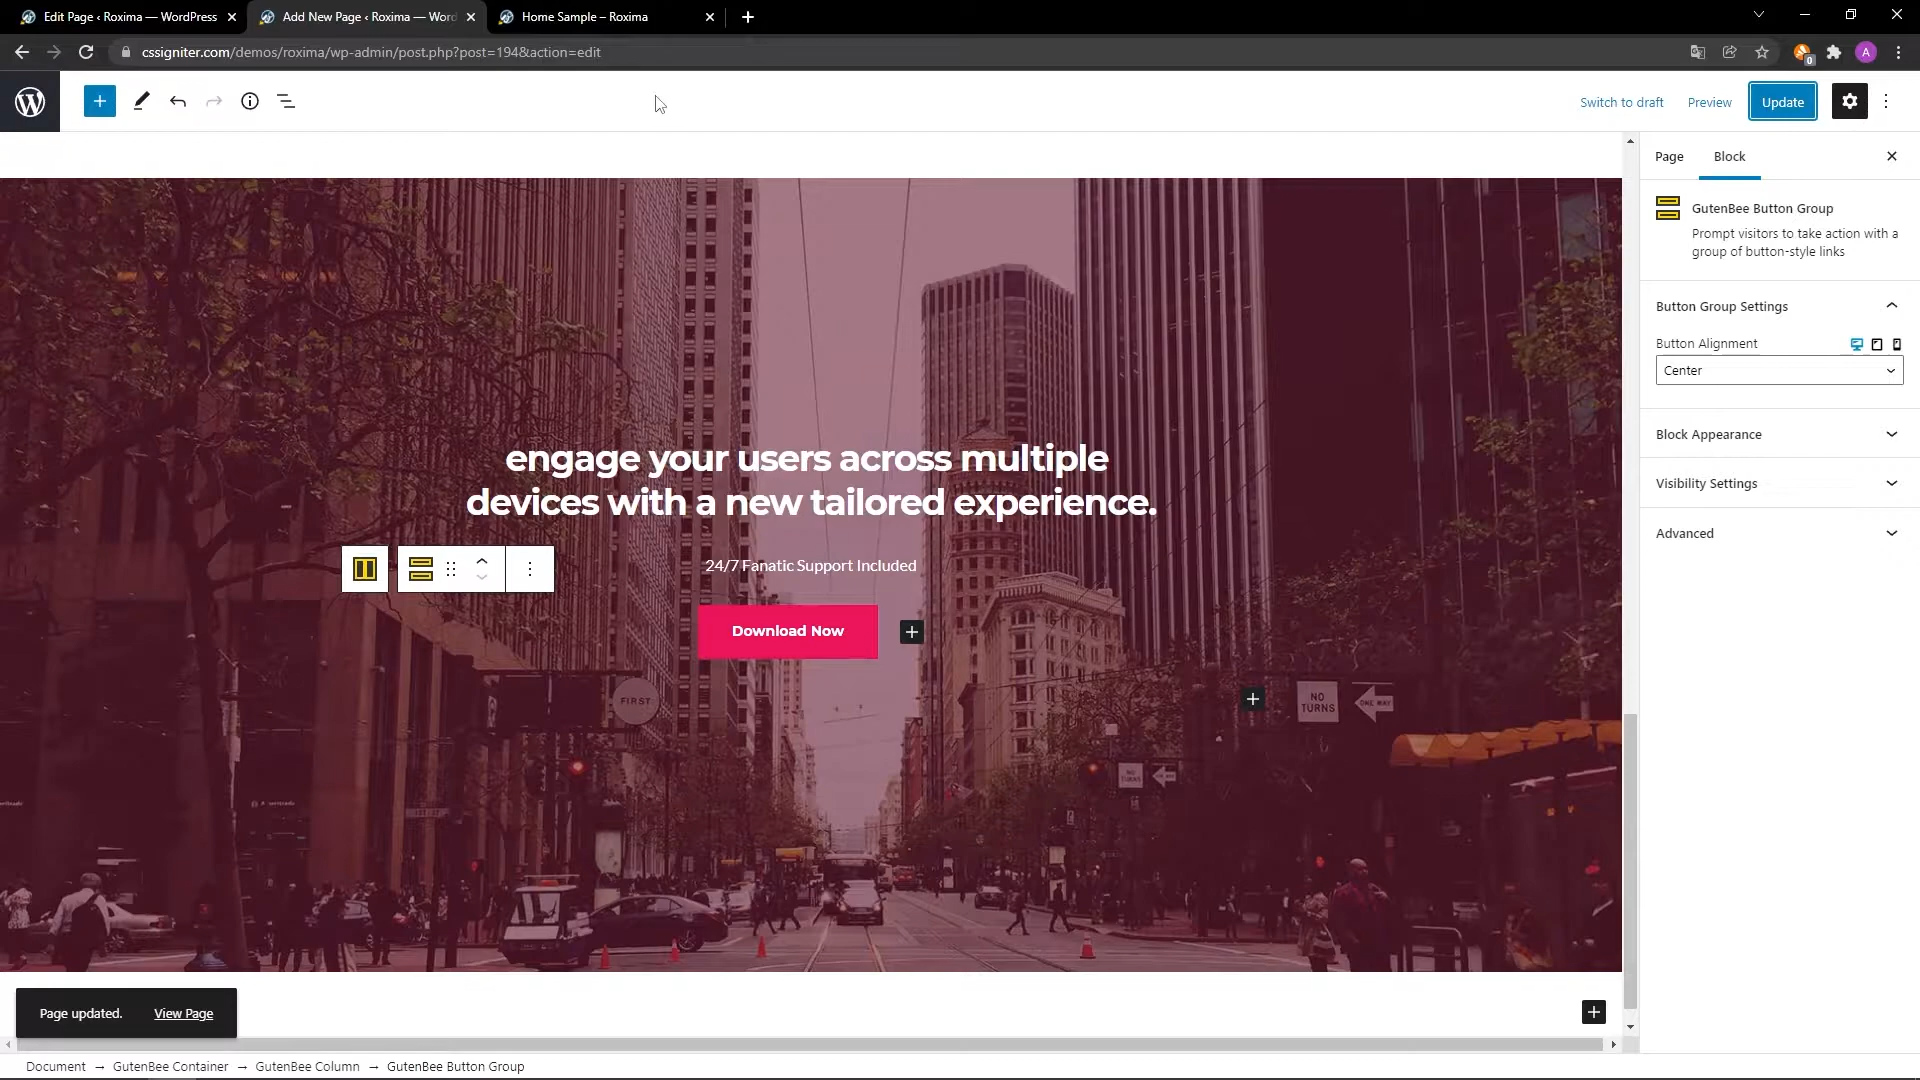 Edit Page ‹ Roxima — WordPress
Add New Page ‹ Roxima — Word
Home Sample – Roxima
cssigniter.com/demos/roxima/wp-admin/post.php?post=194&action=edit
0
A
Switch to draft
Preview
Update
Page
Block
GutenBee Button Group
Prompt visitors to take action with a
group of button-style links
Button Group Settings
Button Alignment
Center
Block Appearance
Visibility Settings
Advanced
engage your users across multiple
devices with a new tailored experience.
24/7 Fanatic Support Included
Download Now
FIRST
NO
TURNS
ONE WAY
NO
TURNS
Page updated.
View Page
Document → GutenBee Container → GutenBee Column → GutenBee Button Group